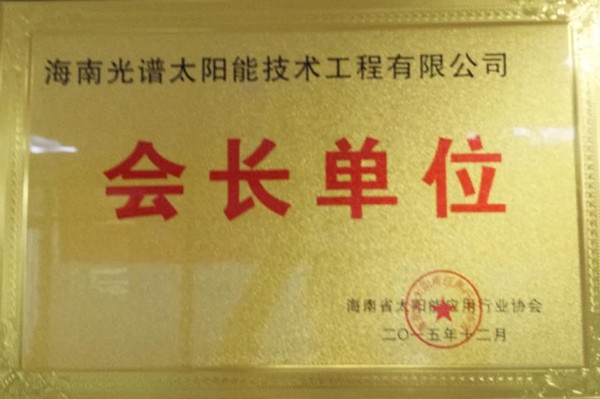 海南光谱太阳能技术工程有限公司
会长单位
海南省太阳能应用行业协会
二〇一五年十二月